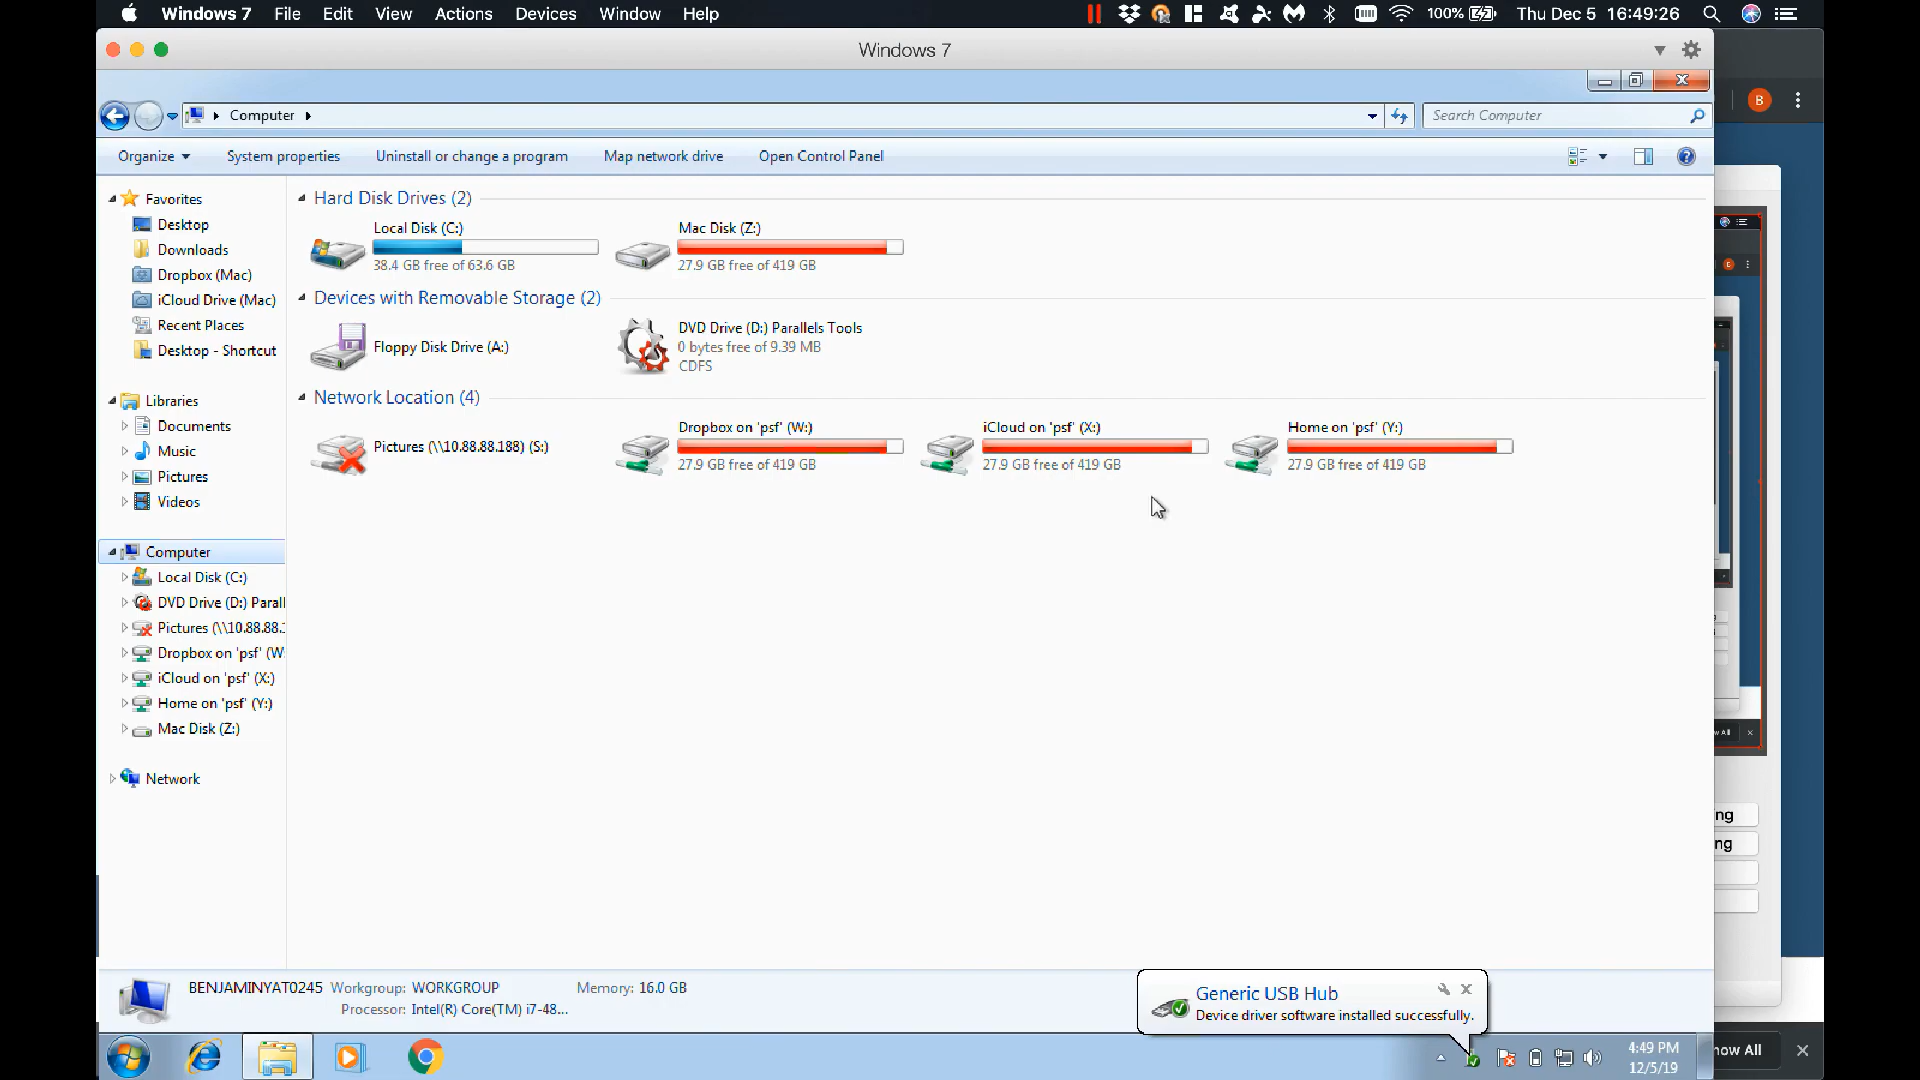 Windows 7 File Edit View Actions Devices Window Help 100% Thu Dec 5 16:49:26
Windows 7
Computer
Search Computer
B
Organize System properties Uninstall or change a program Map network drive Open Control Panel
Favorites
Desktop
Downloads
Dropbox (Mac)
iCloud Drive (Mac)
Recent Places
Desktop - Shortcut
Libraries
Documents
Music
Pictures
Videos
Computer
Local Disk (C:)
DVD Drive (D:) Parall
Pictures (\\10.88.88.:
Dropbox on 'psf' (W:
iCloud on 'psf' (X:)
Home on 'psf' (Y:)
Mac Disk (Z:)
Network
Hard Disk Drives (2)
Local Disk (C:)
38.4 GB free of 63.6 GB
Mac Disk (Z:)
27.9 GB free of 419 GB
Devices with Removable Storage (2)
Floppy Disk Drive (A:)
DVD Drive (D:) Parallels Tools
0 bytes free of 9.39 MB
CDFS
Network Location (4)
Pictures (\\10.88.88.188) (S:)
Dropbox on 'psf' (W:)
27.9 GB free of 419 GB
iCloud on 'psf' (X:)
27.9 GB free of 419 GB
Home on 'psf' (Y:)
27.9 GB free of 419 GB
BENJAMINYAT0245 Workgroup: WORKGROUP Memory: 16.0 GB
Processor: Intel(R) Core(TM) i7-48...
Generic USB Hub
Device driver software installed successfully.
4:49 PM
12/5/19
ng
ng
how All